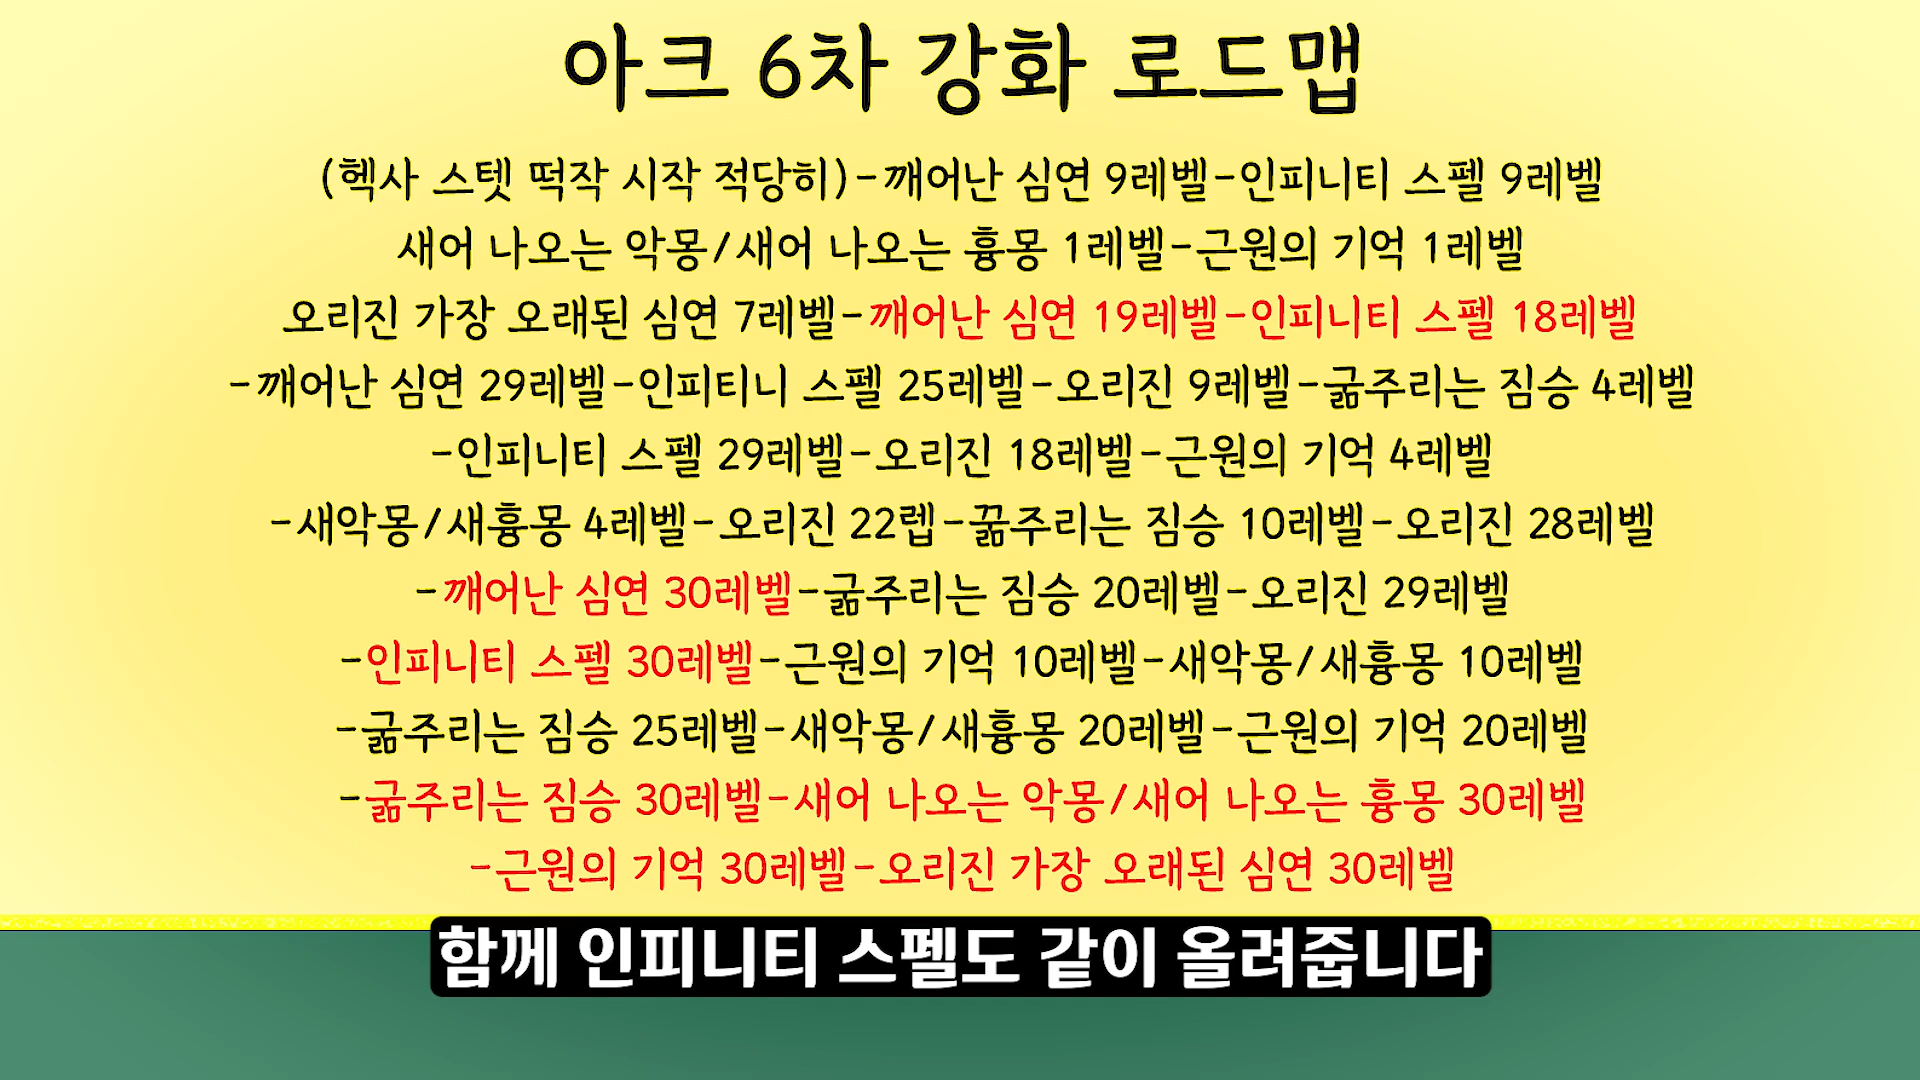 아크 6차 강화 로드맵
(헥사 스텟 떡작 시작 적당히)-깨어난 심연 9레벨-인피니티 스펠 9레벨
새어 나오는 악몽/새어 나오는 흉몽 1레벨-근원의 기억 1레벨
오리진 가장 오래된 심연 7레벨-깨어난 심연 19레벨-인피니티 스펠 18레벨
-깨어난 심연 29레벨-인피티니 스펠 25레벨-오리진 9레벨-굶주리는 짐승 4레벨
-인피니티 스펠 29레벨-오리진 18레벨-근원의 기억 4레벨
-새악몽/새흉몽 4레벨-오리진 22렙-꿇주리는 짐승 10레벨-오리진 28레벨
-깨어난 심연 30레벨-굶주리는 짐승 20레벨-오리진 29레벨
-인피니티 스펠 30레벨-근원의 기억 10레벨-새악몽/새흉몽 10레벨
-굶주리는 짐승 25레벨-새악몽/새흉몽 20레벨-근원의 기억 20레벨
-굶주리는 짐승 30레벨-새어 나오는 악몽/새어 나오는 흉몽 30레벨
-근원의 기억 30레벨-오리진 가장 오래된 심연 30레벨
함께 인피니티 스펠도 같이 올려줍니다